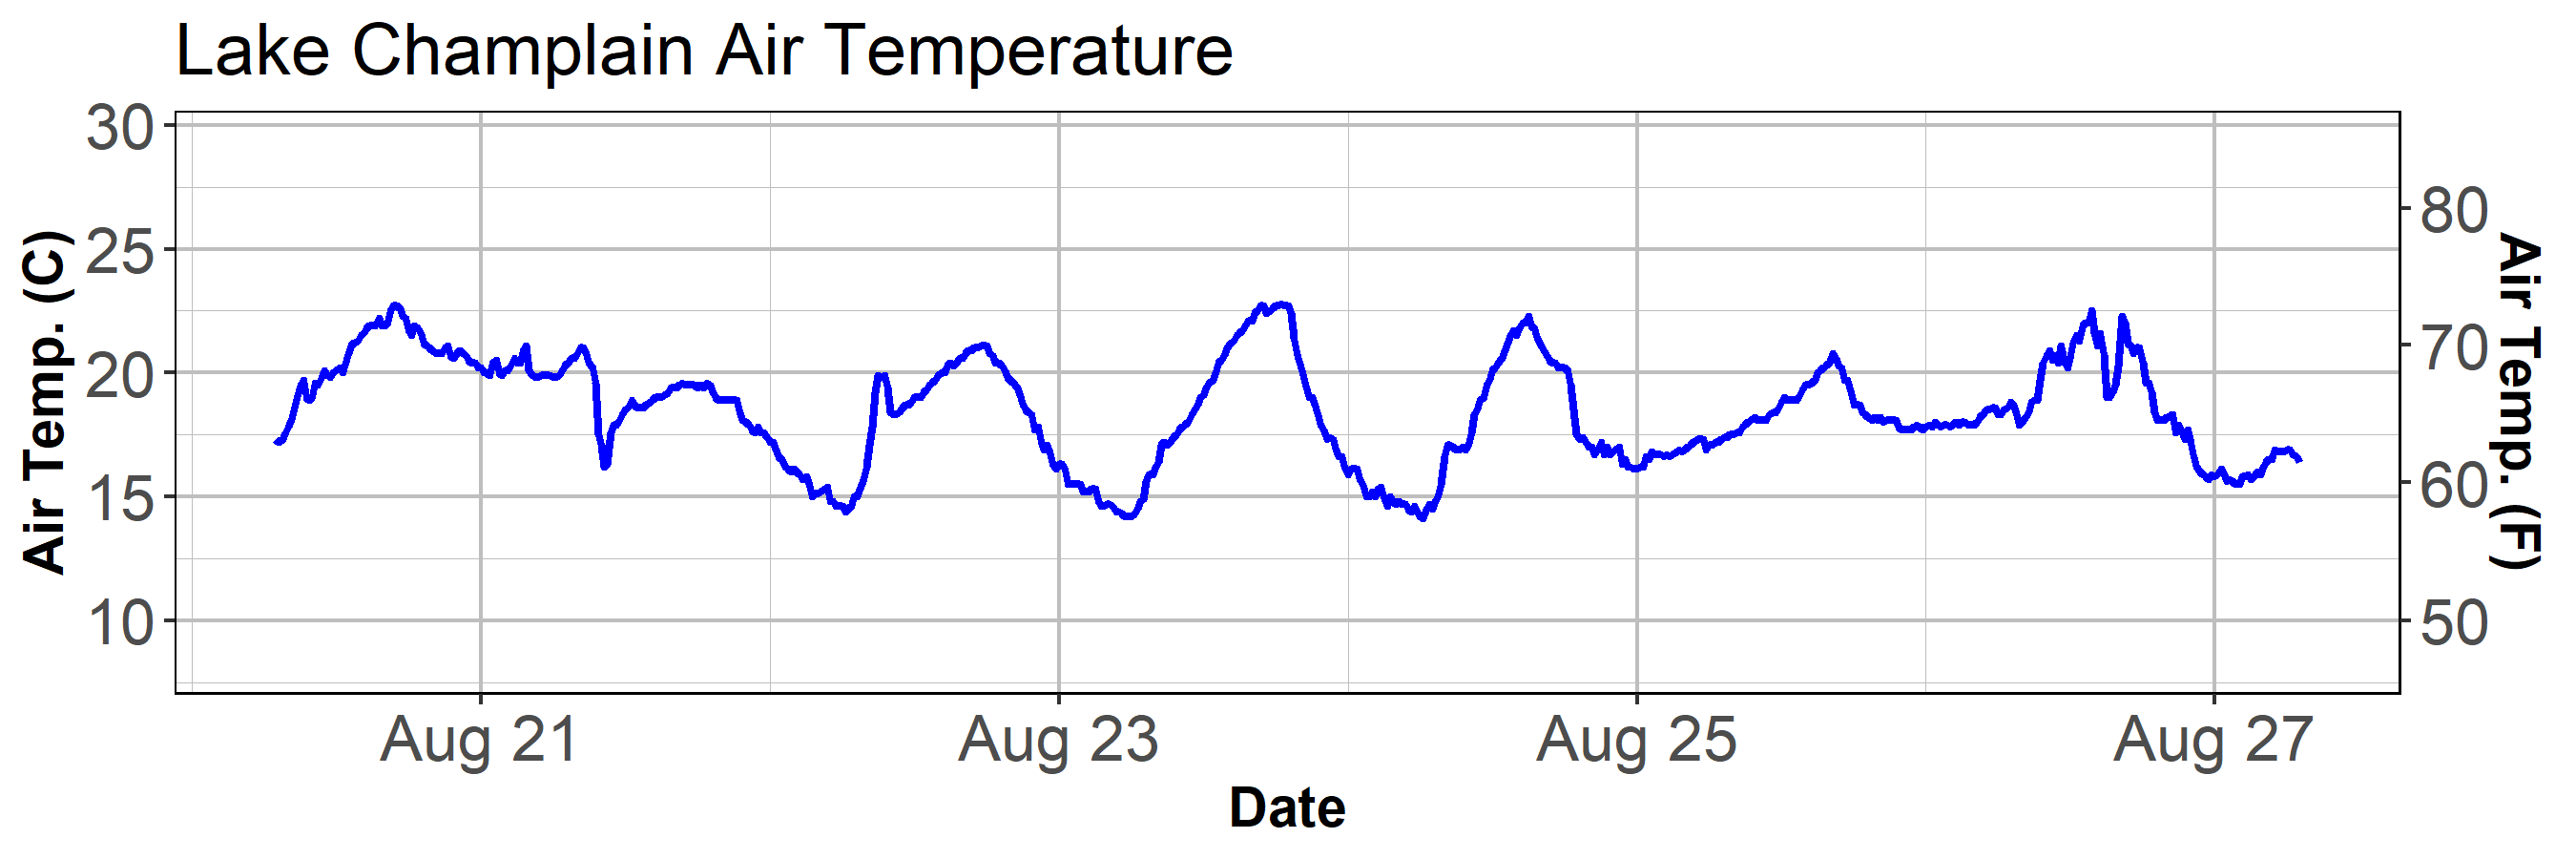 Lake Champlain Air Temperature
30
25
20
15
10
Air Temp. (C)
80
70
60
50
Air Temp. (F)
Aug 21
Aug 23
Aug 25
Aug 27
Date